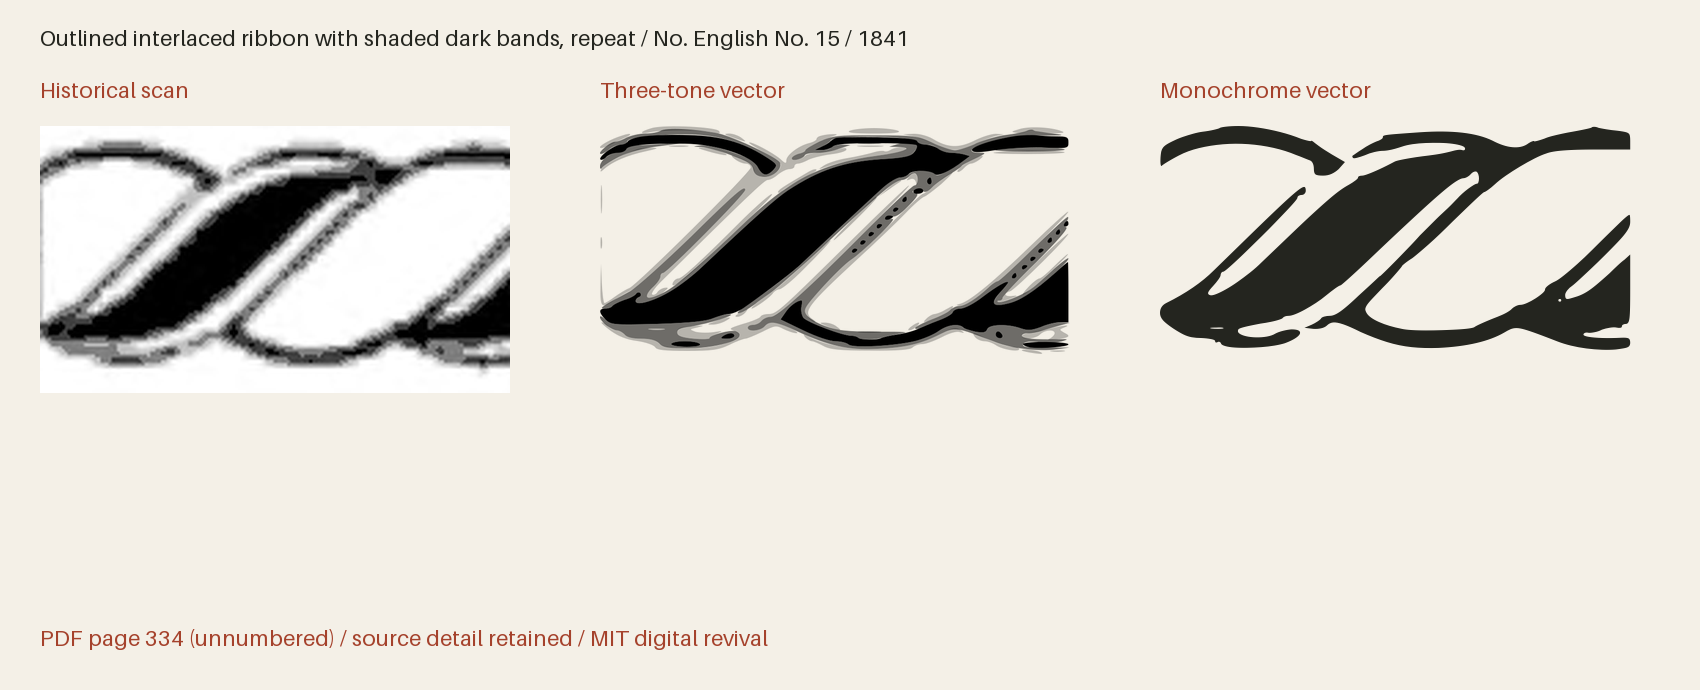 Outlined interlaced ribbon with shaded dark bands, repeat / No. English No. 15 / 1841
Historical scan
Three-tone vector
Monochrome vector
PDF page 334 (unnumbered) / source detail retained / MIT digital revival